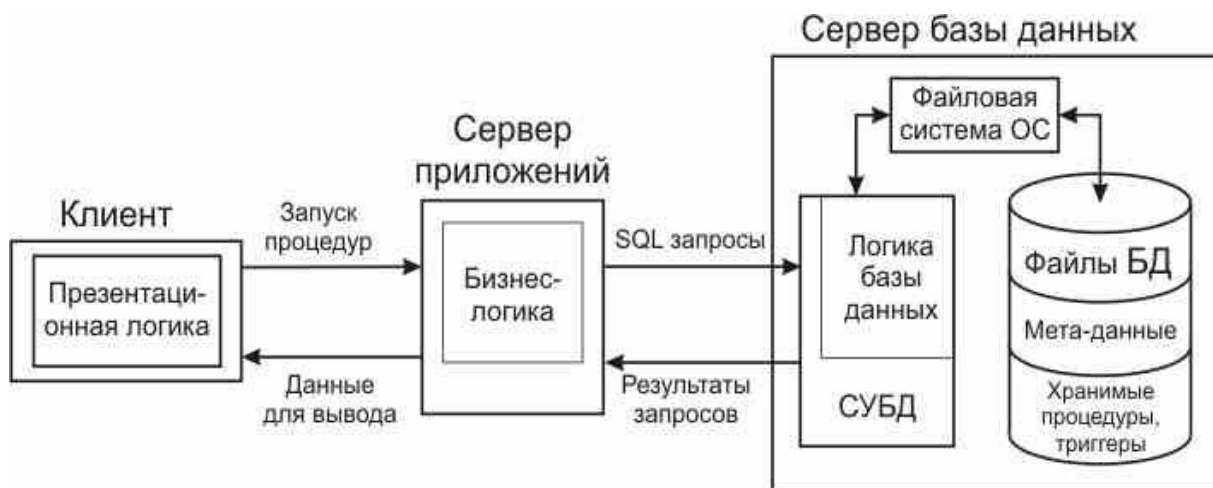 Сервер базы данных
Файловая
система ОС
Сервер
приложений
Клиент
Запуск
процедур
SQL запросы
Презентаци-
онная логика
Бизнес-
логика
Логика
базы
данных
Файлы БД
Мета-данные
Данные
для вывода
Результаты
запросов
СУБД
Хранимые
процедуры,
триггеры